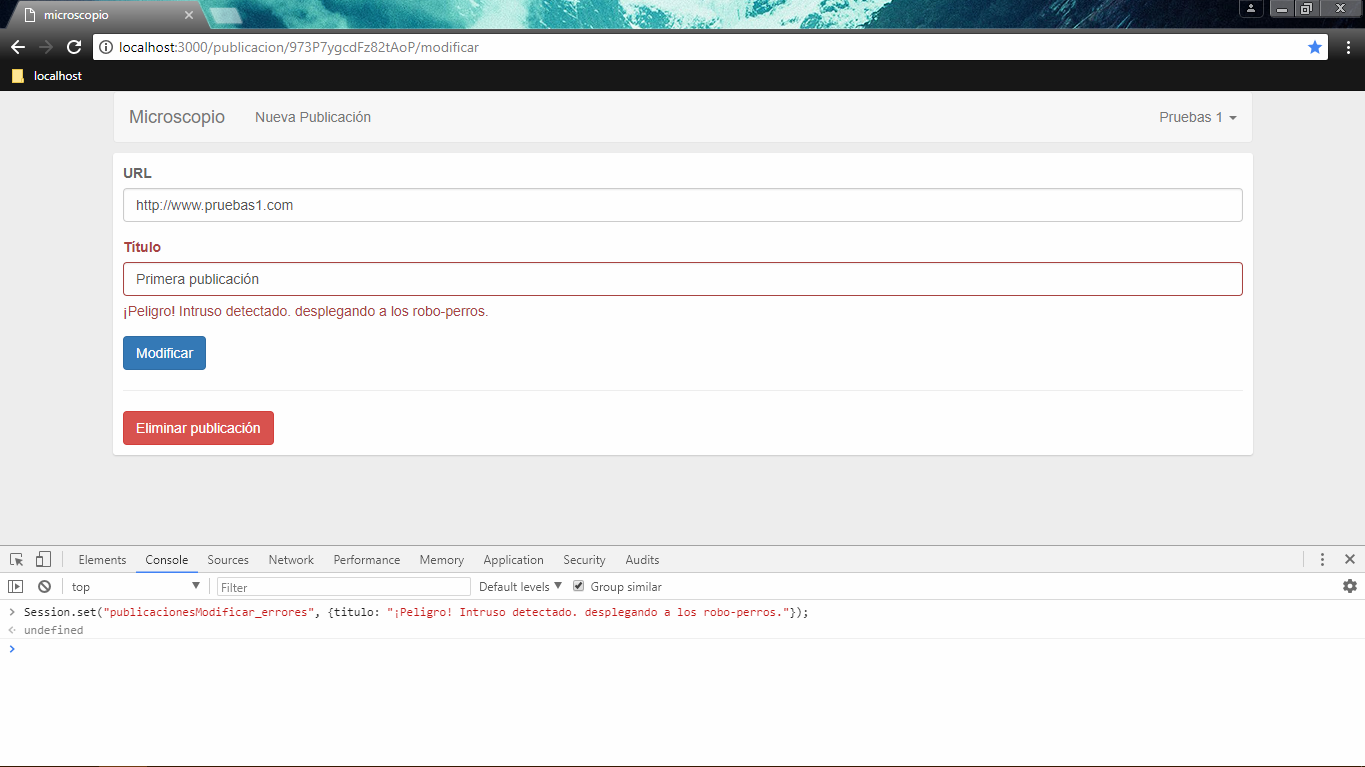 microscopio
localhost:3000/publicacion/973P7ygcdFz82tAoP/modificar
localhost
Microscopio Nueva Publicación Pruebas 1
URL
http://www.pruebas1.com
Título
Primera publicación
¡Peligro! Intruso detectado. desplegando a los robo-perros.
Modificar
Eliminar publicación
Elements Console Sources Network Performance Memory Application Security Audits
top Filter Default levels Group similar
Session.set("publicacionesModificar_errores", {titulo: "¡Peligro! Intruso detectado. desplegando a los robo-perros."});
undefined